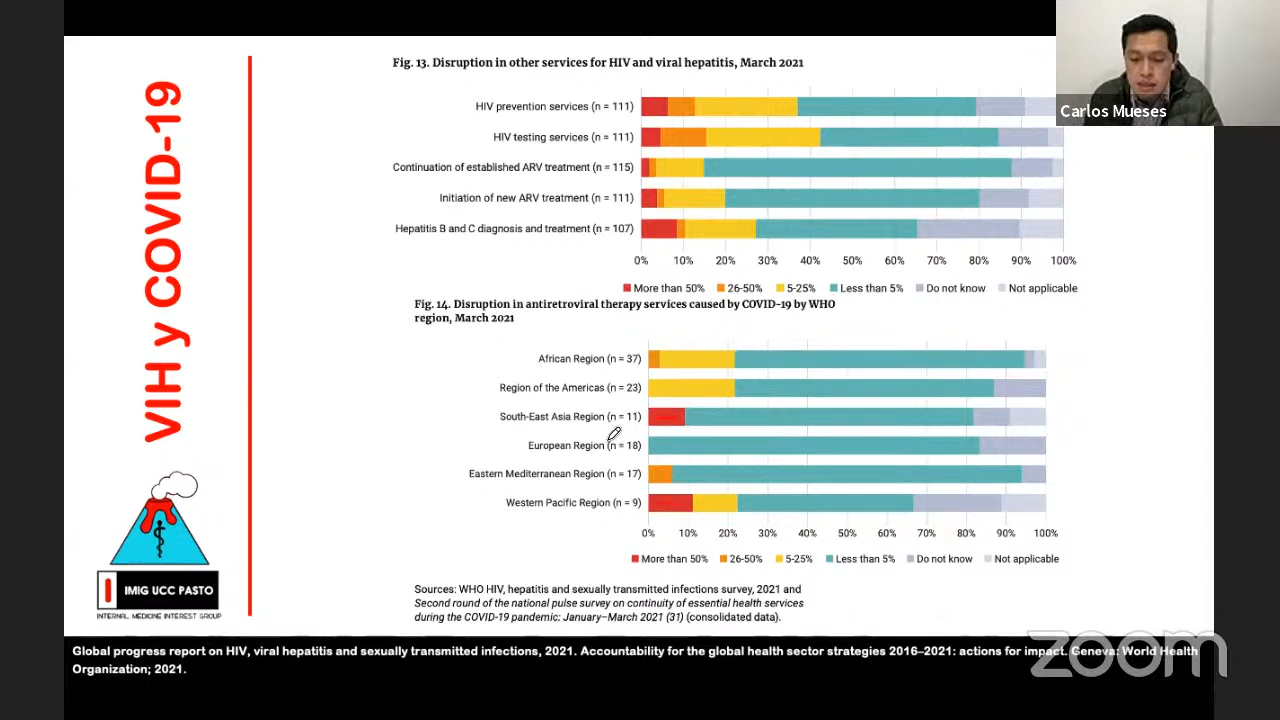 VIH y COVID-19
Fig. 13. Disruption in other services for HIV and viral hepatitis, March 2021
HIV prevention services (n = 111)
HIV testing services (n = 111)
Continuation of established ARV treatment (n = 115)
Initiation of new ARV treatment (n = 111)
Hepatitis B and C diagnosis and treatment (n = 107)
0% 10% 20% 30% 40% 50% 60% 70% 80% 90% 100%
More than 50% 26-50% 5-25% Less than 5% Do not know Not applicable
Fig. 14. Disruption in antiretroviral therapy services caused by COVID-19 by WHO
region, March 2021
African Region (n = 37)
Region of the Americas (n = 23)
South-East Asia Region (n = 11)
European Region (n = 18)
Eastern Mediterranean Region (n = 17)
Western Pacific Region (n = 9)
0% 10% 20% 30% 40% 50% 60% 70% 80% 90% 100%
More than 50% 26-50% 5-25% Less than 5% Do not know Not applicable
Sources: WHO HIV, hepatitis and sexually transmitted infections survey, 2021 and
Second round of the national pulse survey on continuity of essential health services
during the COVID-19 pandemic: January–March 2021 (31) (consolidated data).
IMIG UCC PASTO
INTERNAL MEDICINE INTEREST GROUP
Carlos Mueses
Global progress report on HIV, viral hepatitis and sexually transmitted infections, 2021. Accountability for the global health sector strategies 2016–2021: actions for impact. Geneva: World Health
Organization; 2021.
zoom